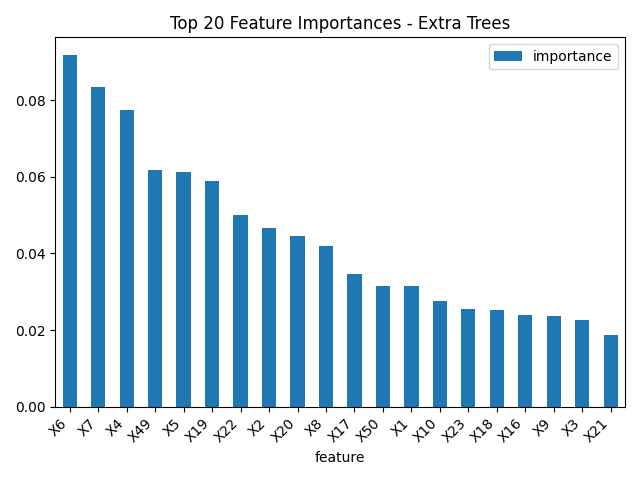 Top 20 Feature Importances - Extra Trees
importance
0.08
0.06
0.04
0.02
0.00
X6 X7 X4 X49 X5 X19 X22 X2 X20 X8 X17 X50 X1 X10 X23 X18 X16 X9 X3 X21
feature